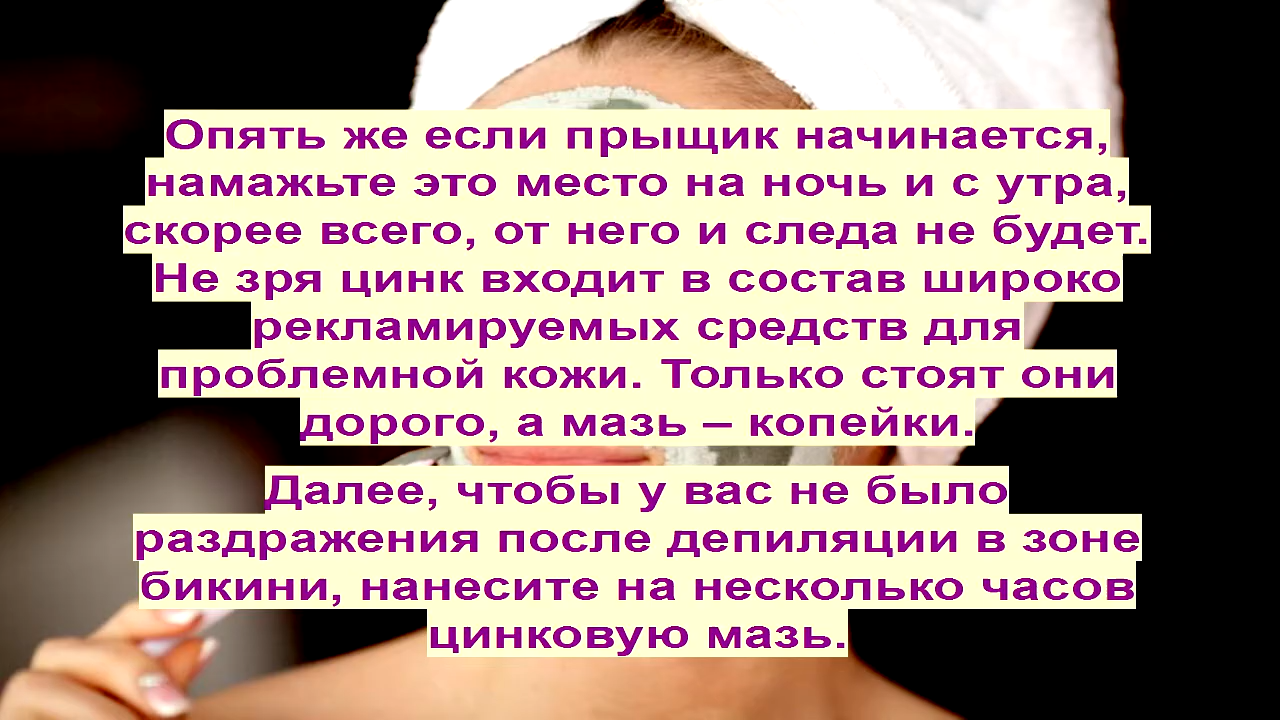 Опять же если прыщик начинается,
намажьте это место на ночь и с утра,
скорее всего, от него и следа не будет.
Не зря цинк входит в состав широко
рекламируемых средств для
проблемной кожи. Только стоят они
дорого, а мазь – копейки.
Далее, чтобы у вас не было
раздражения после депиляции в зоне
бикини, нанесите на несколько часов
цинковую мазь.